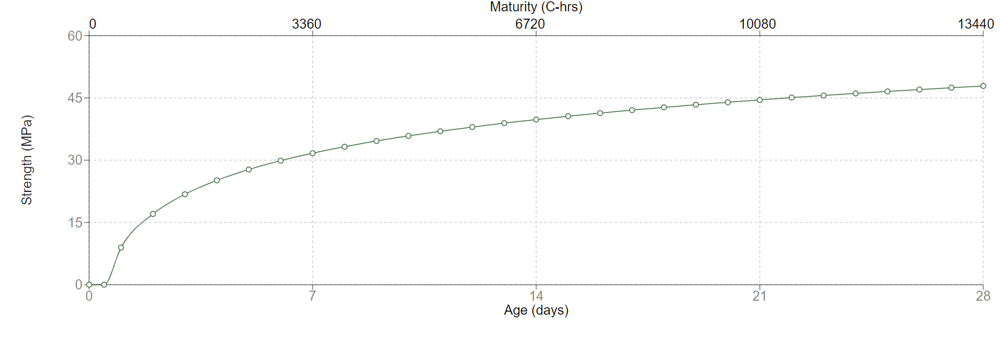 Maturity (C-hrs)
0 3360 6720 10080 13440
60
45
30
15
0
Strength (MPa)
0 7 14 21 28
Age (days)